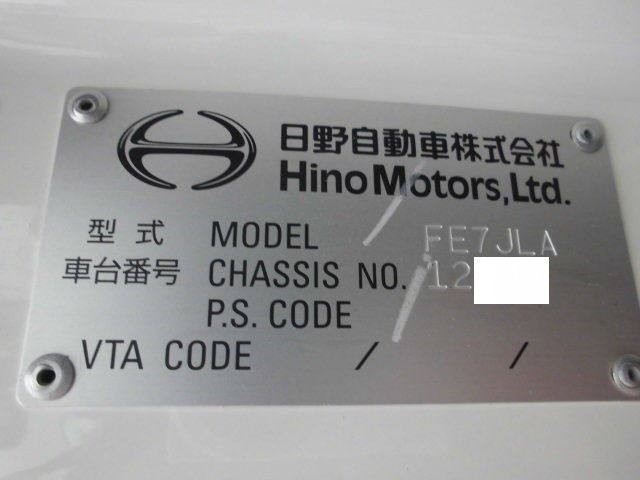 日野自動車株式会社
Hino Motors, Ltd.
型式 MODEL FE7JLA
車台番号 CHASSIS NO. 12
P.S. CODE
VTA CODE / /